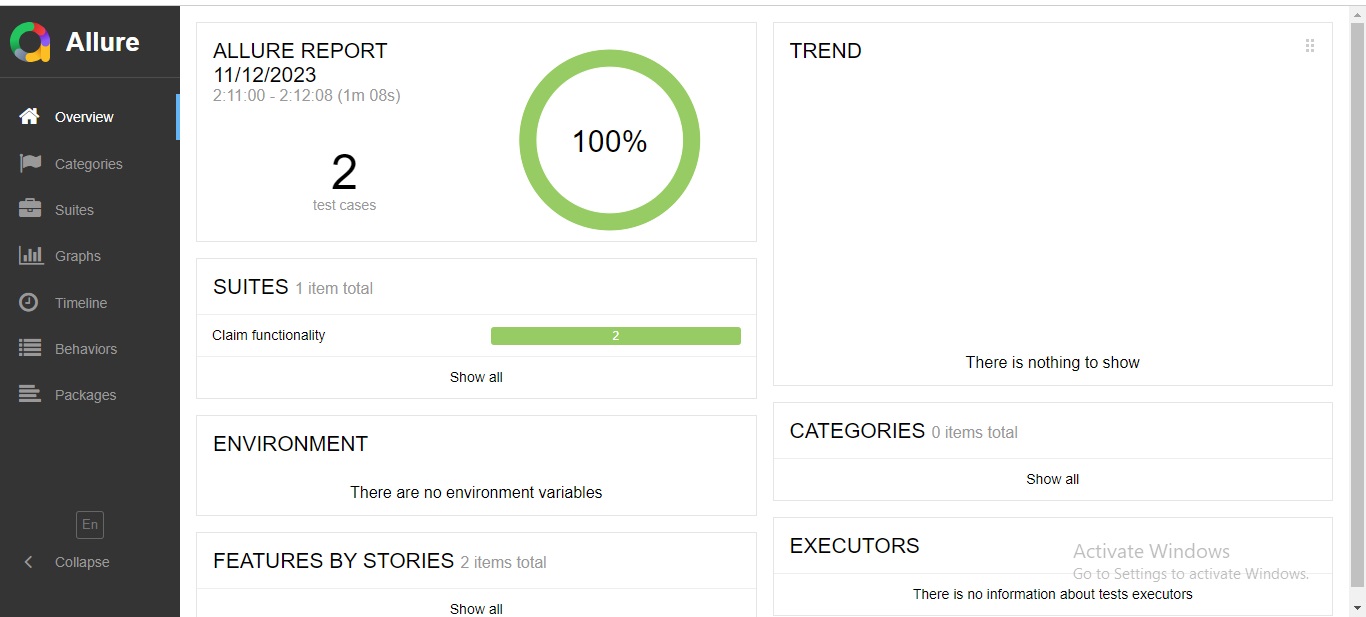 Allure
Overview
Categories
Suites
Graphs
Timeline
Behaviors
Packages
En
Collapse
ALLURE REPORT
11/12/2023
2:11:00 - 2:12:08 (1m 08s)
2
test cases
100%
SUITES 1 item total
Claim functionality 2
Show all
ENVIRONMENT
There are no environment variables
FEATURES BY STORIES 2 items total
Show all
TREND
There is nothing to show
CATEGORIES 0 items total
Show all
EXECUTORS
There is no information about tests executors
Activate Windows
Go to Settings to activate Windows.